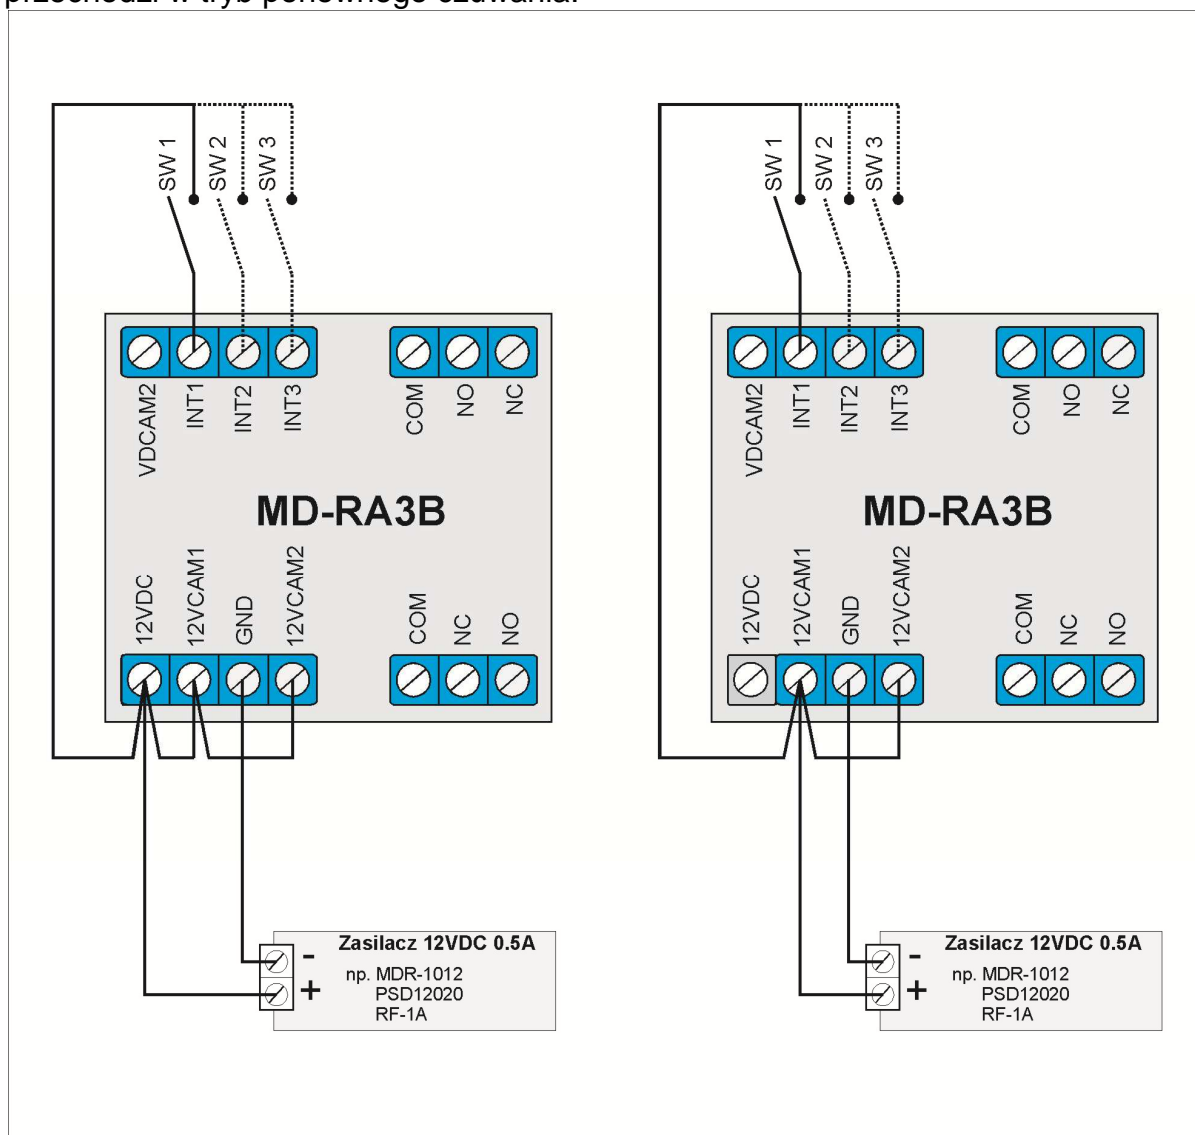 przechodzi w tryb ponownego czuwania.
SW 1
SW 2
SW 3
VDCAM2
INT1
INT2
INT3
COM
NO
NC
MD-RA3B
12VDC
12VCAM1
GND
12VCAM2
COM
NC
NO
Zasilacz 12VDC 0.5A
-
np. MDR-1012
+
PSD12020
RF-1A
SW 1
SW 2
SW 3
VDCAM2
INT1
INT2
INT3
COM
NO
NC
MD-RA3B
12VDC
12VCAM1
GND
12VCAM2
COM
NC
NO
Zasilacz 12VDC 0.5A
-
np. MDR-1012
+
PSD12020
RF-1A